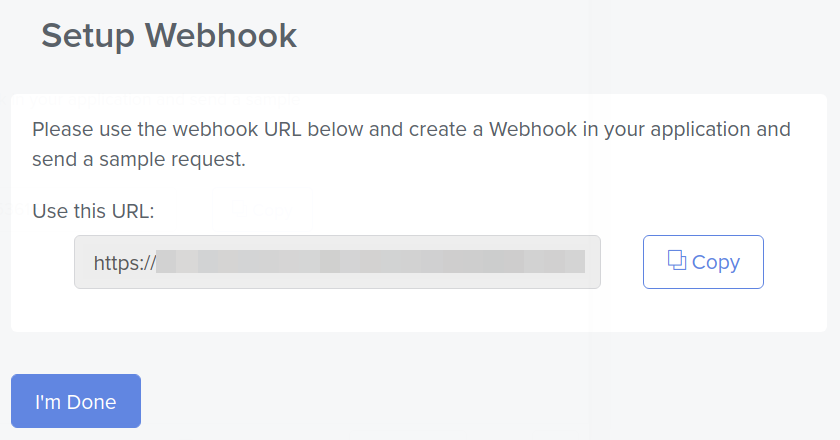 Setup Webhook
Please use the webhook URL below and create a Webhook in your application and
send a sample request.
Use this URL:
https://
Copy
I'm Done